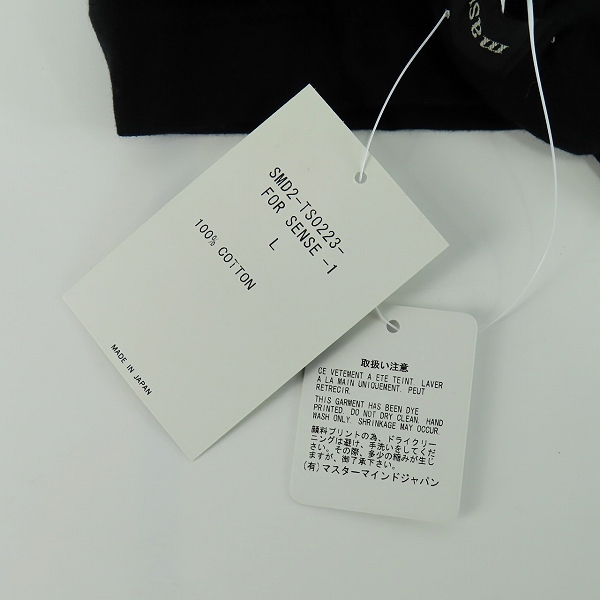 mas
SMD2-TS0223-
FOR SENSE -1
L
100% COTTON
MADE IN JAPAN
取扱い注意
CE VETEMENT A ETE TEINT. LAVER
A LA MAIN UNIQUEMENT. PEUT
RETRECIR.
THIS GARMENT HAS BEEN DYE
PRINTED. DO NOT DRY CLEAN. HAND
WASH ONLY. SHRINKAGE MAY OCCUR.
顔料プリントの為、ドライクリー
ニングは避け、手洗いをしてくだ
さい。その際、多少の縮みが生じ
ますが、御了承下さい。
(有)マスターマインドジャパン